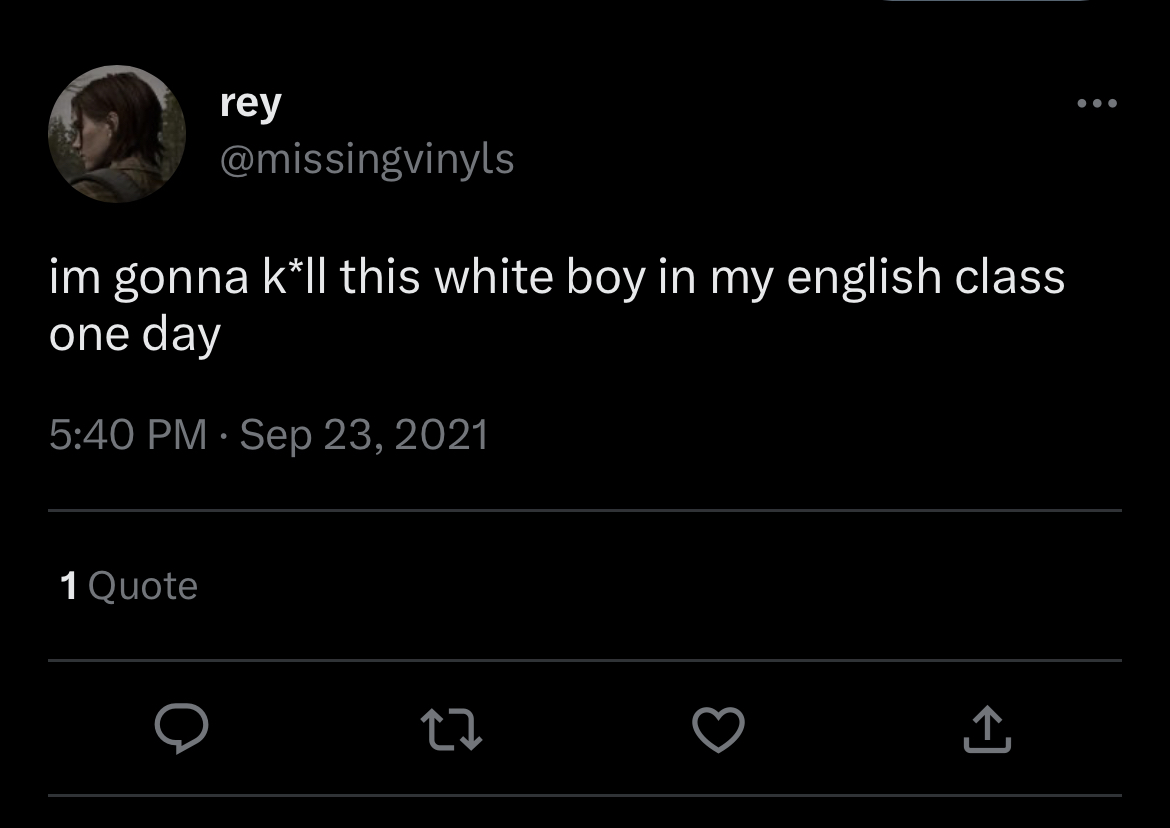 rey
@missingvinyls
im gonna k*ll this white boy in my english class
one day
5:40 PM · Sep 23, 2021
1 Quote